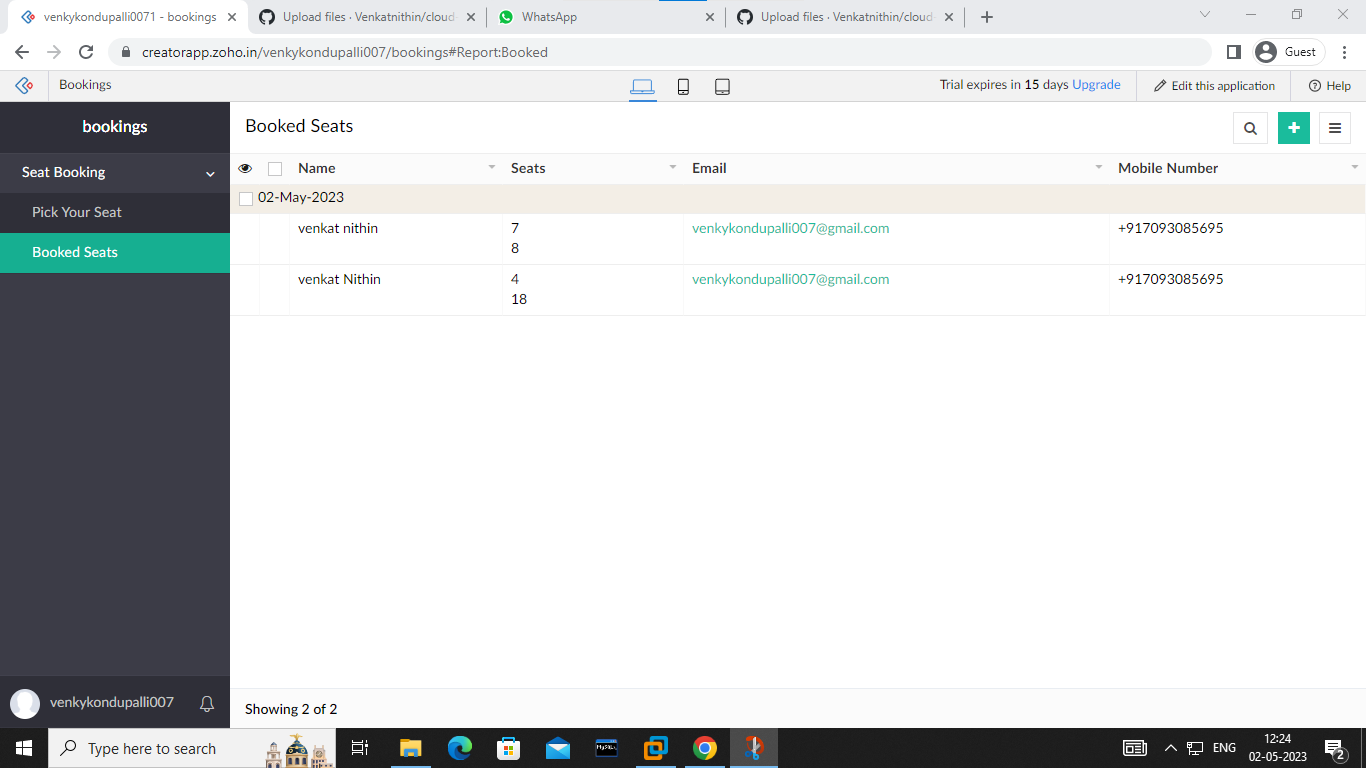 venkykondupalli0071 - bookings
Upload files · Venkatnithin/cloud
WhatsApp
Upload files · Venkatnithin/cloud
creatorapp.zoho.in/venkykondupalli007/bookings#Report:Booked
Guest
Bookings
Trial expires in 15 days Upgrade
Edit this application
Help
bookings
Seat Booking
Pick Your Seat
Booked Seats
Booked Seats
Name Seats Email Mobile Number
02-May-2023
venkat nithin 7 venkykondupalli007@gmail.com +917093085695
8
venkat Nithin 4 venkykondupalli007@gmail.com +917093085695
18
venkykondupalli007
Showing 2 of 2
Type here to search
MySQL
ENG
12:24
02-05-2023
2